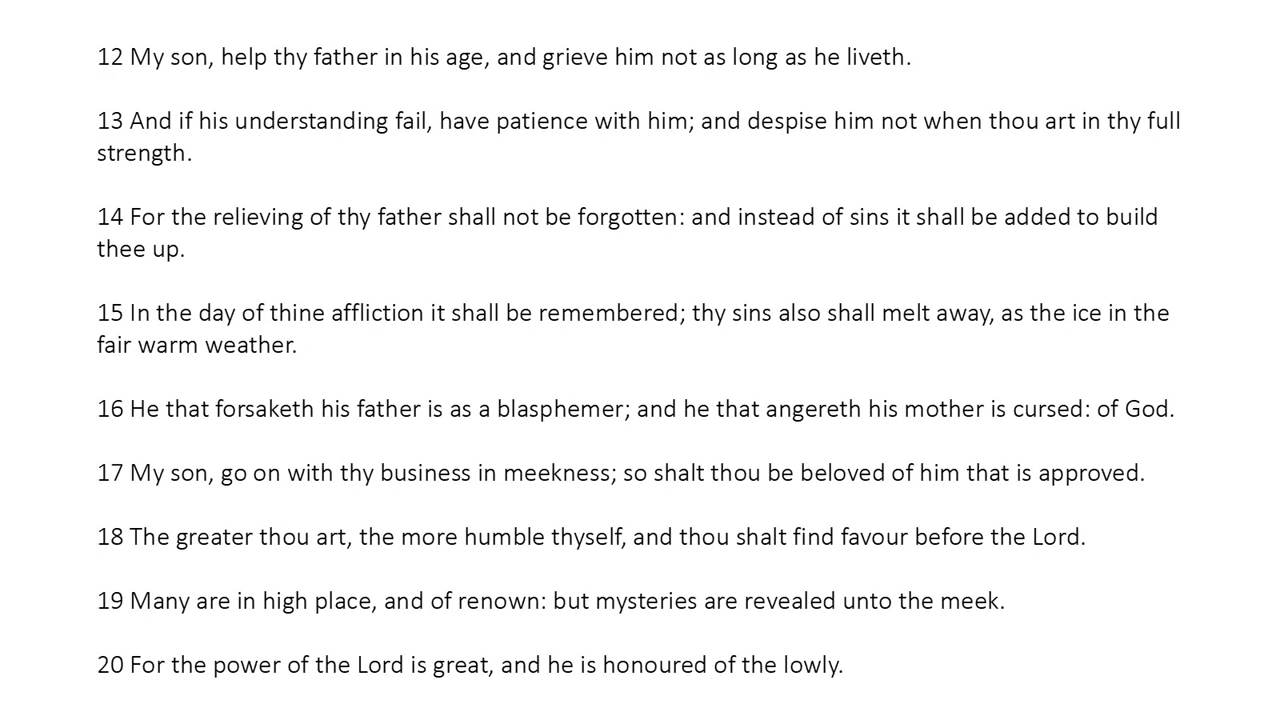 12 My son, help thy father in his age, and grieve him not as long as he liveth.
13 And if his understanding fail, have patience with him; and despise him not when thou art in thy full
strength.
14 For the relieving of thy father shall not be forgotten: and instead of sins it shall be added to build
thee up.
15 In the day of thine affliction it shall be remembered; thy sins also shall melt away, as the ice in the
fair warm weather.
16 He that forsaketh his father is as a blasphemer; and he that angereth his mother is cursed: of God.
17 My son, go on with thy business in meekness; so shalt thou be beloved of him that is approved.
18 The greater thou art, the more humble thyself, and thou shalt find favour before the Lord.
19 Many are in high place, and of renown: but mysteries are revealed unto the meek.
20 For the power of the Lord is great, and he is honoured of the lowly.